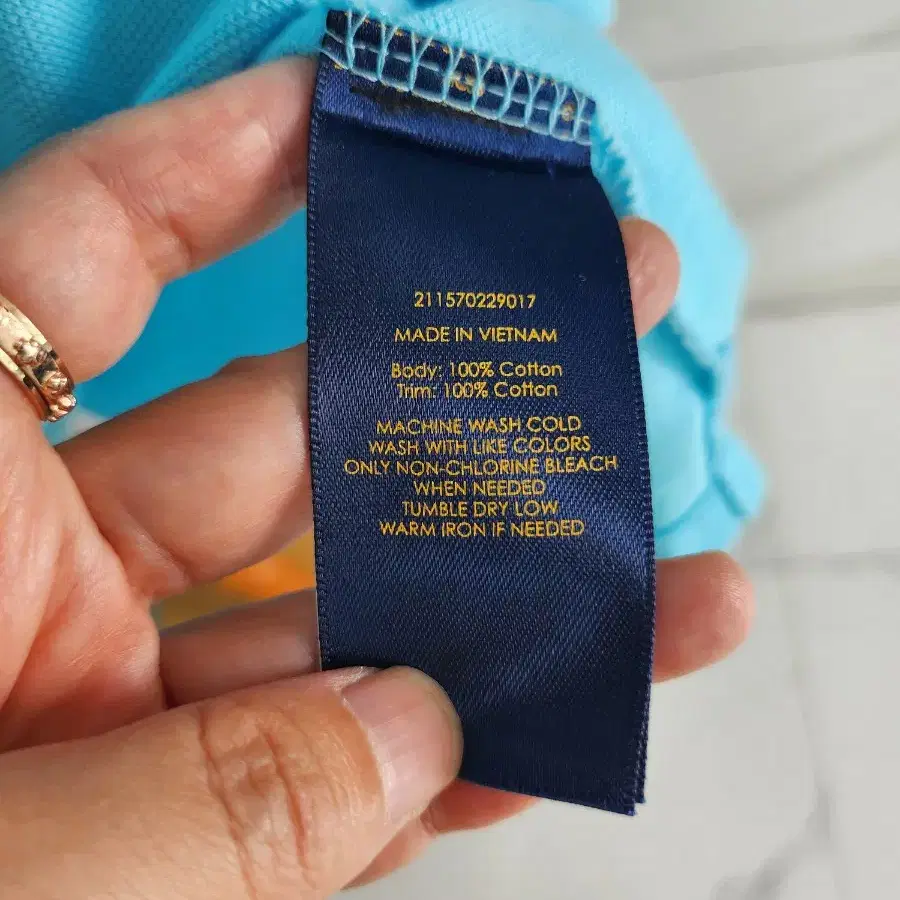 211570229017
MADE IN VIETNAM
Body: 100% Cotton
Trim: 100% Cotton
MACHINE WASH COLD
WASH WITH LIKE COLORS
ONLY NON-CHLORINE BLEACH
WHEN NEEDED
TUMBLE DRY LOW
WARM IRON IF NEEDED